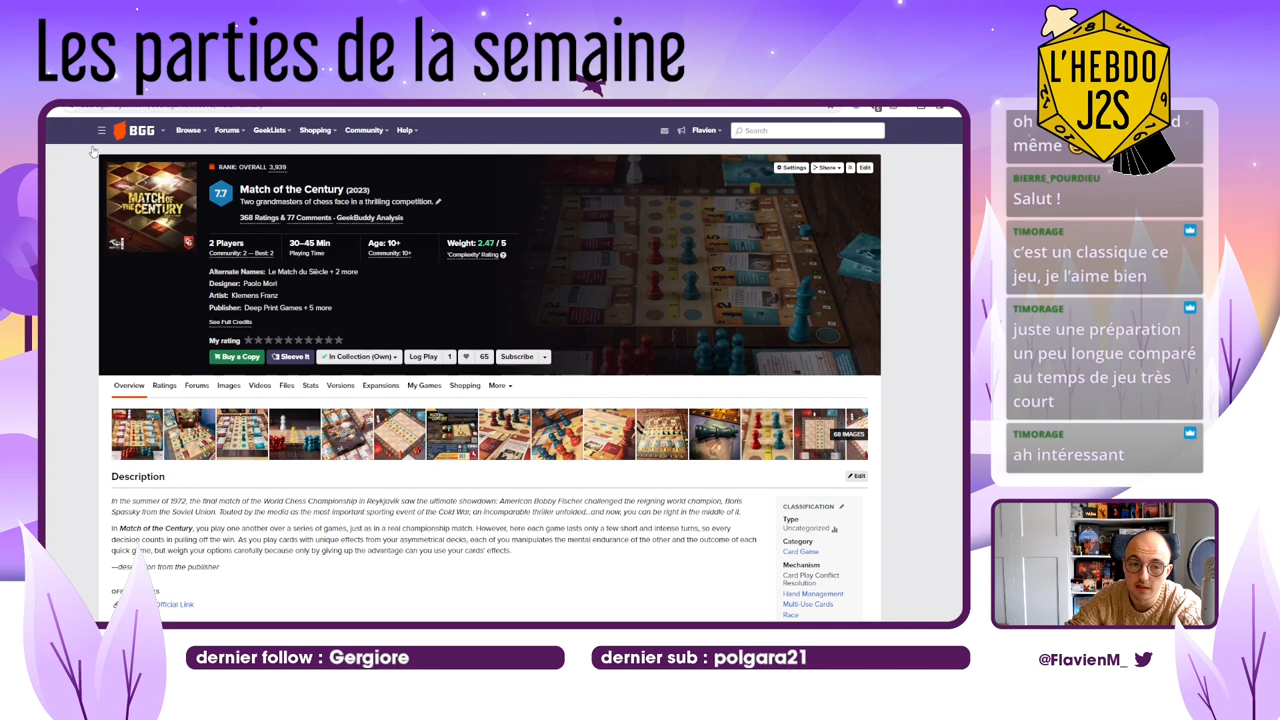 Les parties de la semaine
L'HEBDO
J2S
BGG
Browse
Forums
GeekLists
Shopping
Community
Help
Flavien
Search
MATCH OF THE CENTURY
RANK: OVERALL 3,939
Settings
Share
Edit
7.7
Match of the Century (2023)
Two grandmasters of chess face in a thrilling competition.
368 Ratings & 77 Comments · GeekBuddy Analysis
2 Players
Community: 2 — Best: 2
30–45 Min
Playing Time
Age: 10+
Community: 10+
Weight: 2.47 / 5
'Complexity' Rating
Alternate Names: Le Match du Siècle + 2 more
Designer: Paolo Mori
Artist: Klemens Franz
Publisher: Deep Print Games + 5 more
See Full Credits
My rating
Buy a Copy
Sleeve It
In Collection (Own)
Log Play
1
65
Subscribe
Overview
Ratings
Forums
Images
Videos
Files
Stats
Versions
Expansions
My Games
Shopping
More
68 IMAGES
Description
Edit
In the summer of 1972, the final match of the World Chess Championship in Reykjavik saw the ultimate showdown: American Bobby Fischer challenged the reigning world champion, Boris
Spassky from the Soviet Union. Touted by the media as the most important sporting event of the Cold War, an incomparable thriller unfolded...and now, you can be right in the middle of it.
In Match of the Century, you play one another over a series of games, just as in a real championship match. However, here each game lasts only a few short and intense turns, so every
decision counts in pulling off the win. As you play cards with unique effects from your asymmetrical decks, each of you manipulates the mental endurance of the other and the outcome of each
quick game, but weigh your options carefully because only by giving up the advantage can you use your cards' effects.
from the publisher
Official Link
CLASSIFICATION
Type
Uncategorized
Category
Card Game
Mechanism
Card Play Conflict
Resolution
Hand Management
Multi-Use Cards
Race
oh
même
BIERRE_POURDIEU
Salut !
TIMORAGE
c'est un classique ce
jeu, je l'aime bien
TIMORAGE
juste une préparation
un peu longue comparé
au temps de jeu très
court
TIMORAGE
ah intéressant
dernier follow : Gergiore
dernier sub : polgara21
@FlavienM_